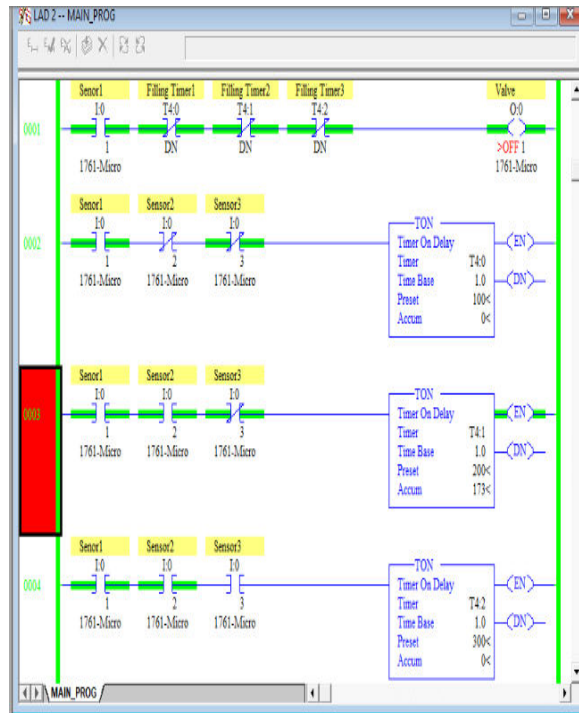 LAD 2 -- MAIN_PROG
Senor1 Filling Timer1 Filling Timer2 Filling Timer3 Valve
I:0 T4:0 T4:1 T4:2 O:0
0001
1 DN DN DN >OFF 1
1761-Micro 1761-Micro
Senor1 Sensor2 Sensor3
I:0 I:0 I:0
0002
1 2 3
1761-Micro 1761-Micro 1761-Micro
TON
Timer On Delay EN
Timer T4:0
Time Base 1.0 DN
Preset 100<
Accum 0<
Senor1 Sensor2 Sensor3
I:0 I:0 I:0
0003
1 2 3
1761-Micro 1761-Micro 1761-Micro
TON
Timer On Delay EN
Timer T4:1
Time Base 1.0 DN
Preset 200<
Accum 173<
Senor1 Sensor2 Sensor3
I:0 I:0 I:0
0004
1 2 3
1761-Micro 1761-Micro 1761-Micro
TON
Timer On Delay EN
Timer T4:2
Time Base 1.0 DN
Preset 300<
Accum 0<
MAIN_PROG